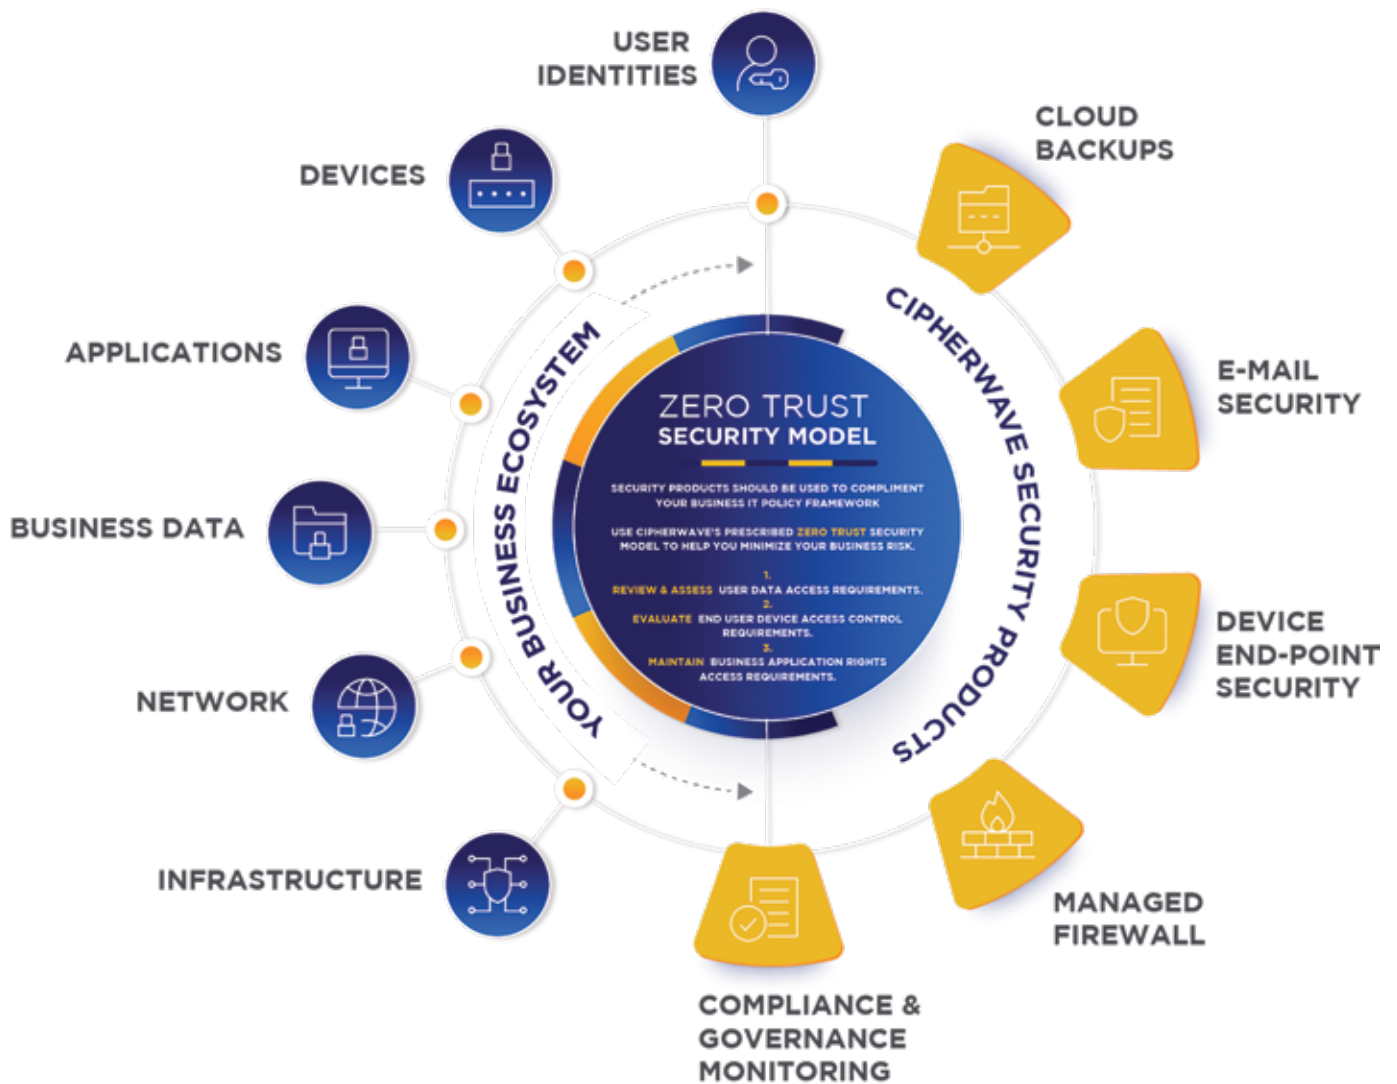 USER
IDENTITIES
CLOUD
BACKUPS
DEVICES
E-MAIL
SECURITY
APPLICATIONS
BUSINESS DATA
DEVICE
END-POINT
SECURITY
NETWORK
MANAGED
FIREWALL
INFRASTRUCTURE
COMPLIANCE &
GOVERNANCE
MONITORING
YOUR BUSINESS ECOSYSTEM
CIPHERWAVE SECURITY PRODUCTS
ZERO TRUST
SECURITY MODEL
SECURITY PRODUCTS SHOULD BE USED TO COMPLIMENT
YOUR BUSINESS IT POLICY FRAMEWORK
USE CIPHERWAVE'S PRESCRIBED ZERO TRUST SECURITY
MODEL TO HELP YOU MINIMIZE YOUR BUSINESS RISK.
1.
REVIEW & ASSESS USER DATA ACCESS REQUIREMENTS.
2.
EVALUATE END USER DEVICE ACCESS CONTROL
REQUIREMENTS.
3.
MAINTAIN BUSINESS APPLICATION RIGHTS
ACCESS REQUIREMENTS.